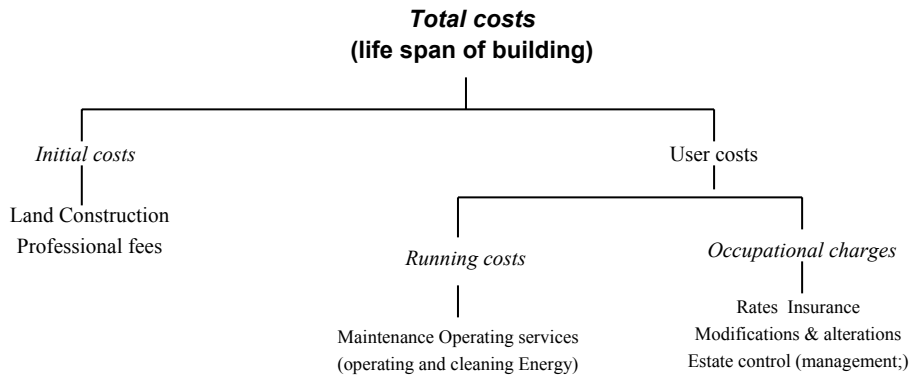 Total costs
(life span of building)
Initial costs
User costs
Land Construction
Professional fees
Running costs
Occupational charges
Maintenance Operating services
(operating and cleaning Energy)
Rates Insurance
Modifications & alterations
Estate control (management;)